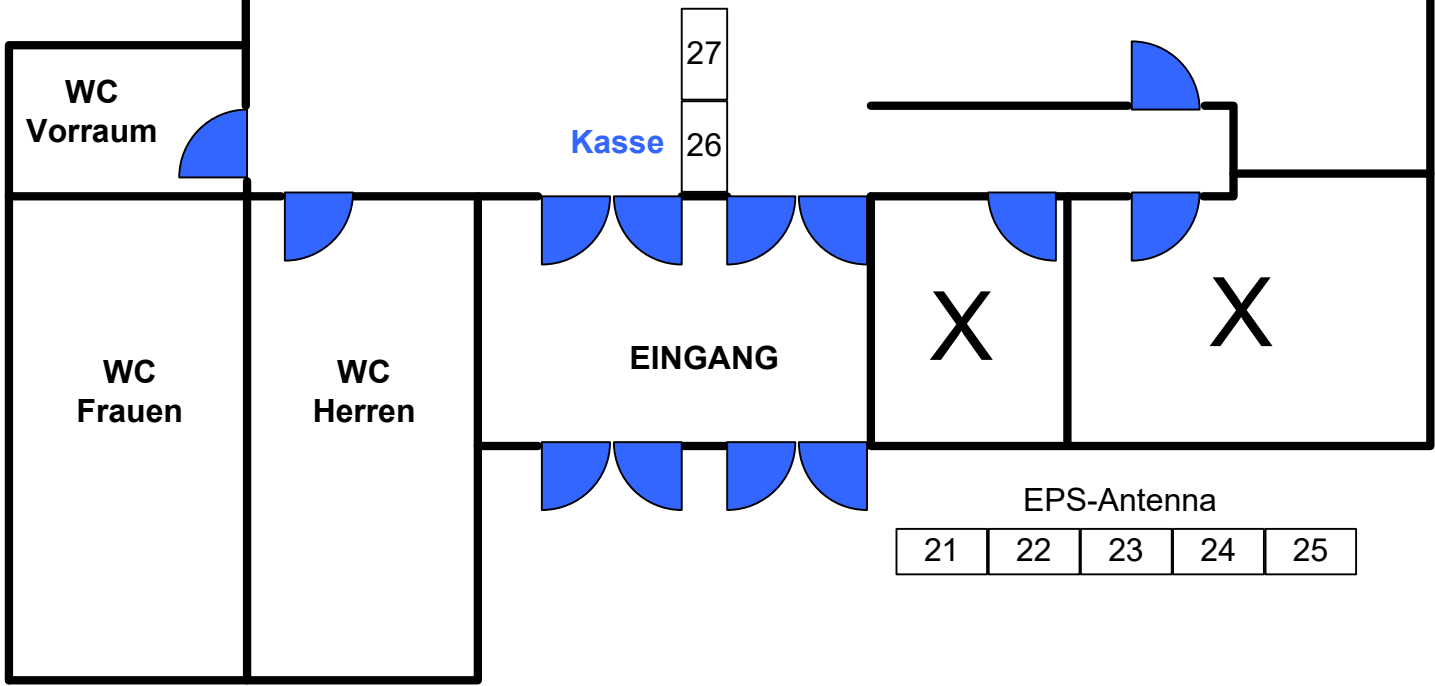 27
WC
Vorraum
Kasse
26
WC
Frauen
WC
Herren
EINGANG
X
X
EPS-Antenna
21 22 23 24 25